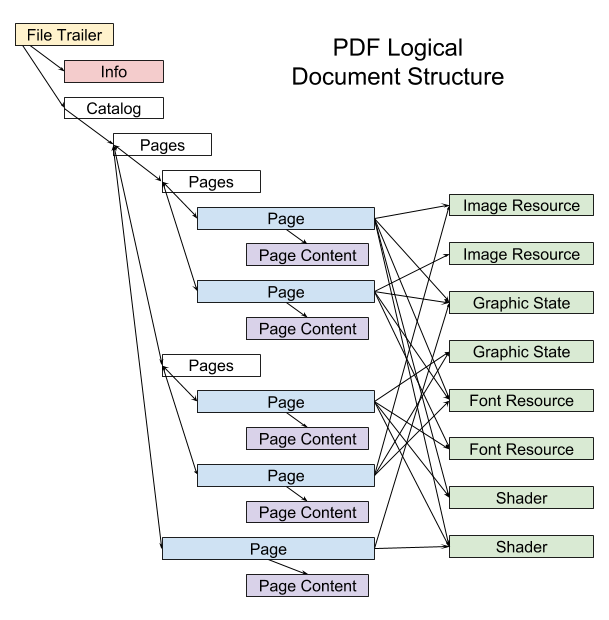 File Trailer
PDF Logical
Document Structure
Info
Catalog
Pages
Pages
Image Resource
Page
Page Content
Image Resource
Page
Graphic State
Page Content
Graphic State
Pages
Page
Font Resource
Page Content
Font Resource
Page
Shader
Page Content
Page
Shader
Page Content